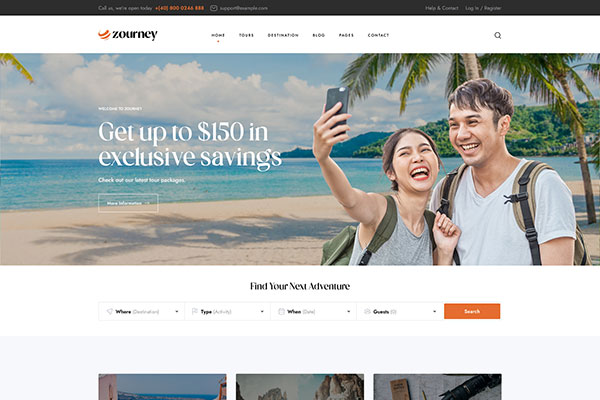 Call us, we're open today +(40) 800 0246 888 support@example.com Help & Contact Log In / Register
zourney HOME TOURS DESTINATION BLOG PAGES CONTACT
WELCOME TO ZOURNEY
Get up to $150 in
exclusive savings
Check out our latest tour packages.
More Information
Find Your Next Adventure
Where (Destination) Type (Activity) When (Date) Guests (0) Search